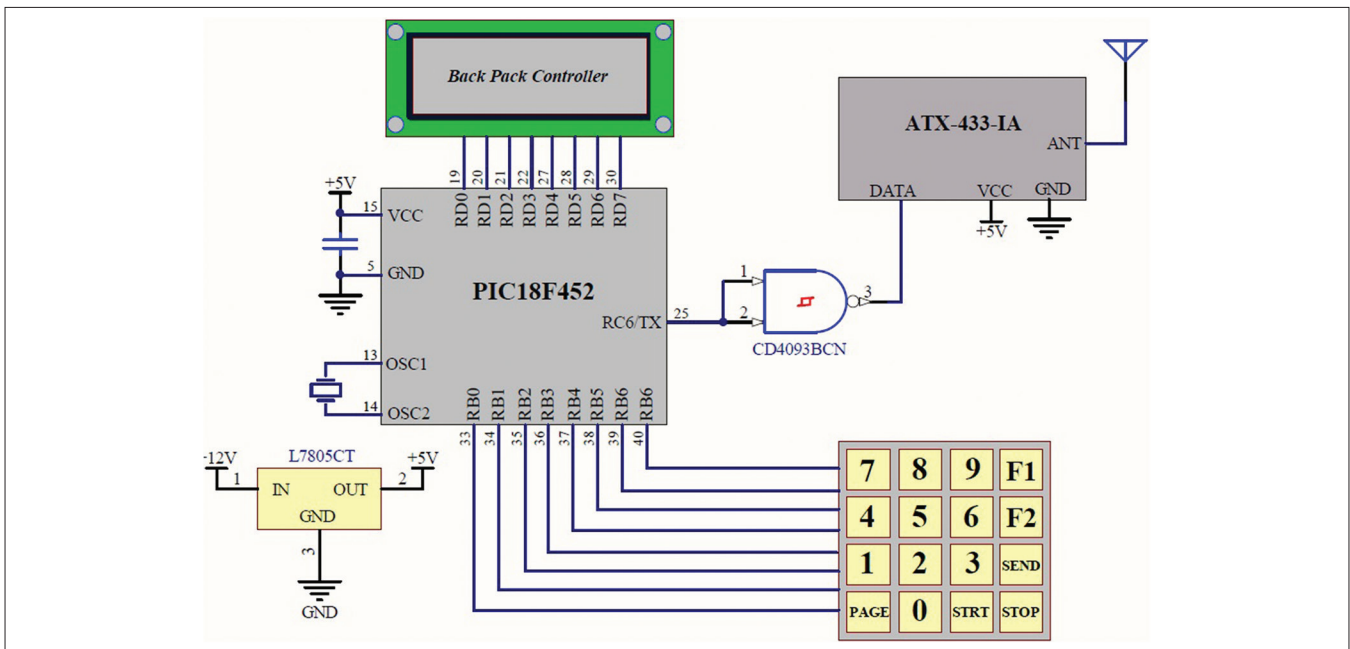 Back Pack Controller
19 20 21 22 27 28 29 30
RD0 RD1 RD2 RD3 RD4 RD5 RD6 RD7
+5V
15 VCC
5 GND
PIC18F452
RC6/TX 25
13 OSC1
14 OSC2
RB0 RB1 RB2 RB3 RB4 RB5 RB6 RB6
33 34 35 36 37 38 39 40
1
2
3
CD4093BCN
ATX-433-IA
ANT
DATA VCC GND
+5V
L7805CT
-12V +5V
1 IN OUT 2
GND
3
GND
7 8 9 F1
4 5 6 F2
1 2 3 SEND
PAGE 0 STRT STOP